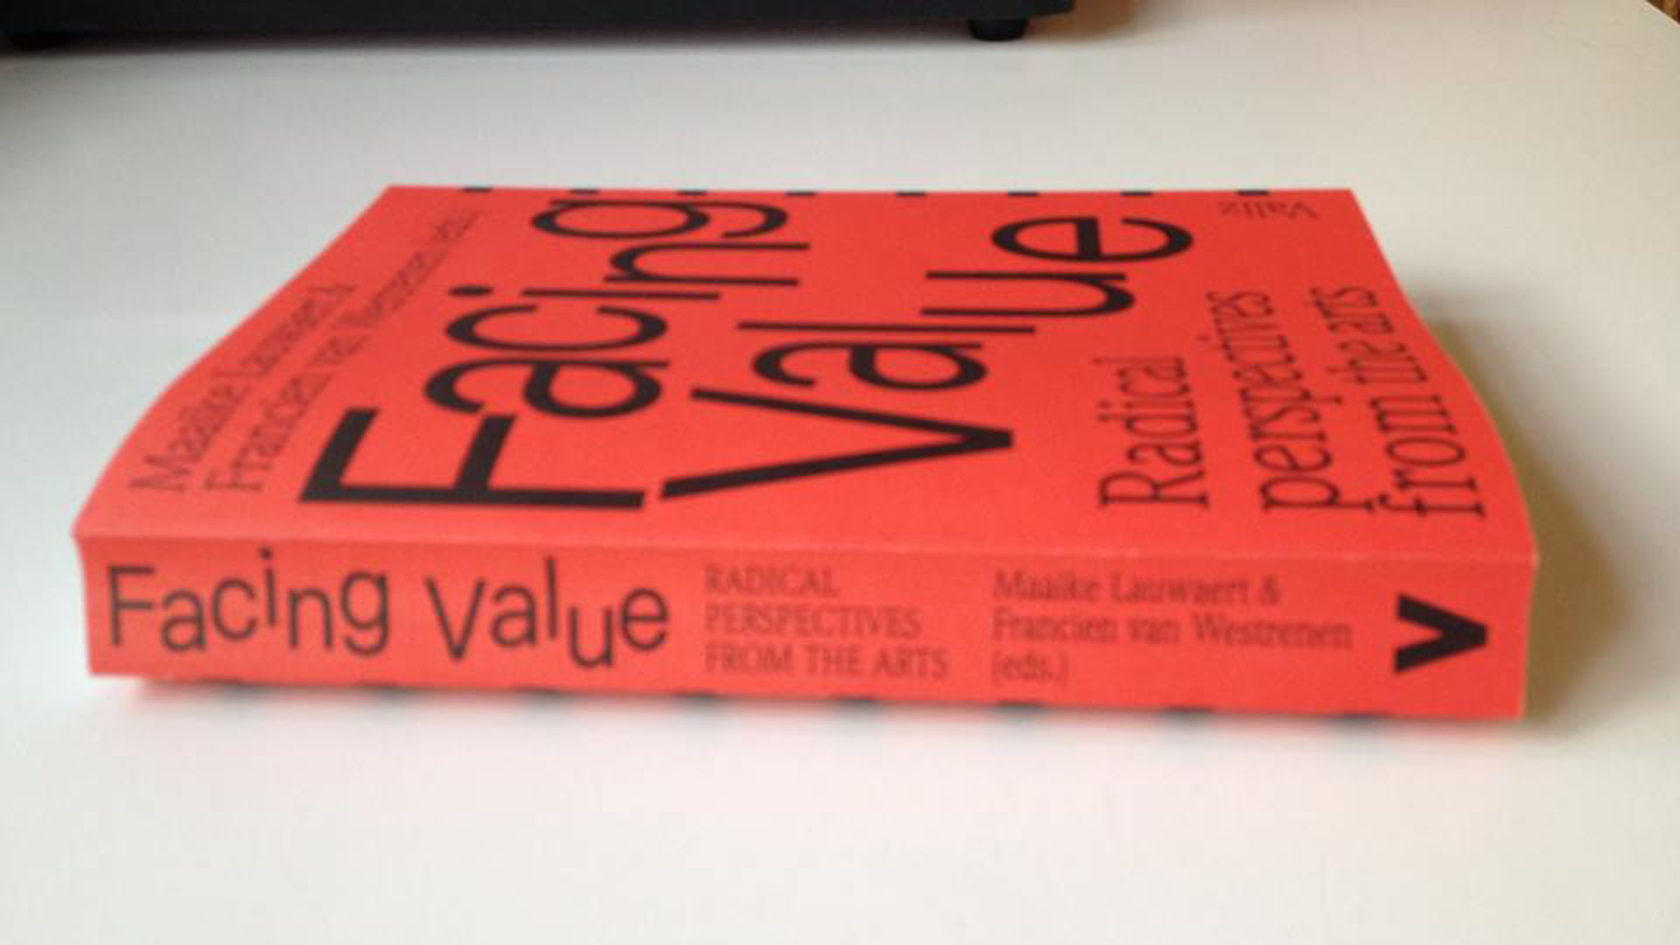 Maaike Lauwaert &
Francien van Westrenen (eds.)
Facing
Value
Radical
perspectives
from the arts
Valiz
Facing Value
RADICAL
PERSPECTIVES
FROM THE ARTS
Maaike Lauwaert &
Francien van Westrenen
(eds.)
V